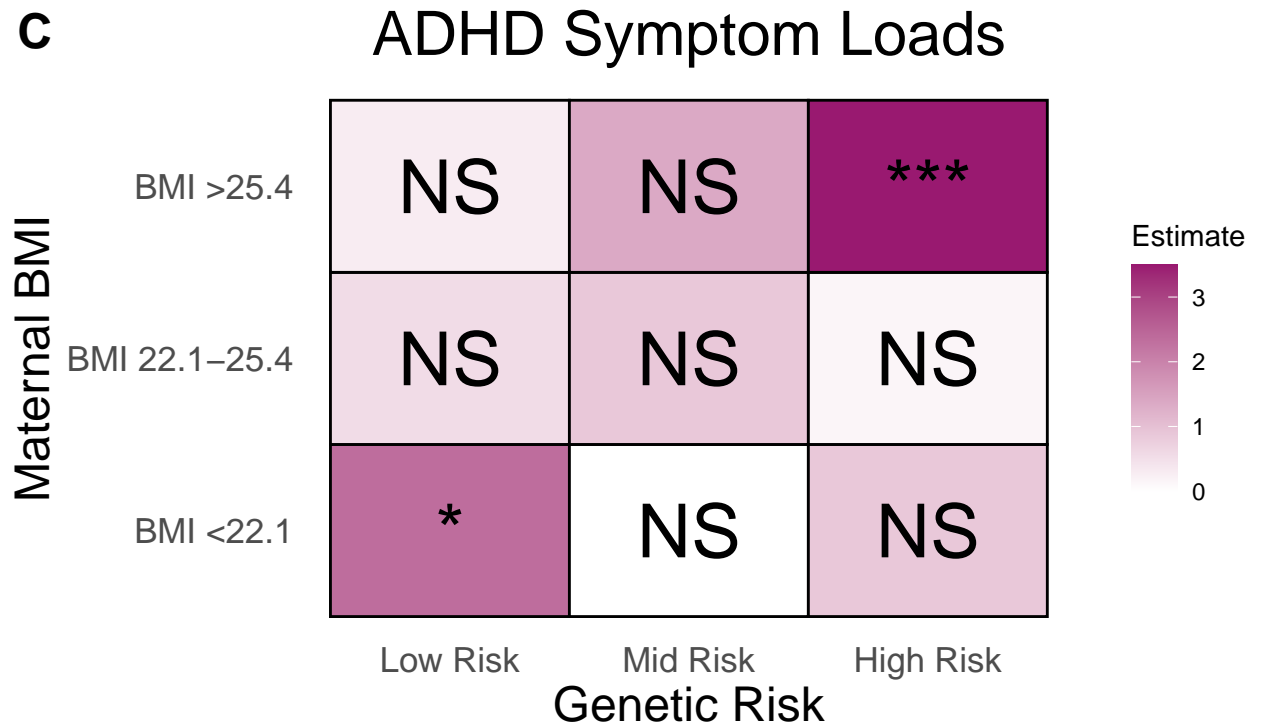 C
ADHD Symptom Loads
Maternal BMI
BMI >25.4
NS
NS
***
BMI 22.1–25.4
NS
NS
NS
BMI <22.1
*
NS
NS
Low Risk
Mid Risk
High Risk
Genetic Risk
Estimate
3
2
1
0